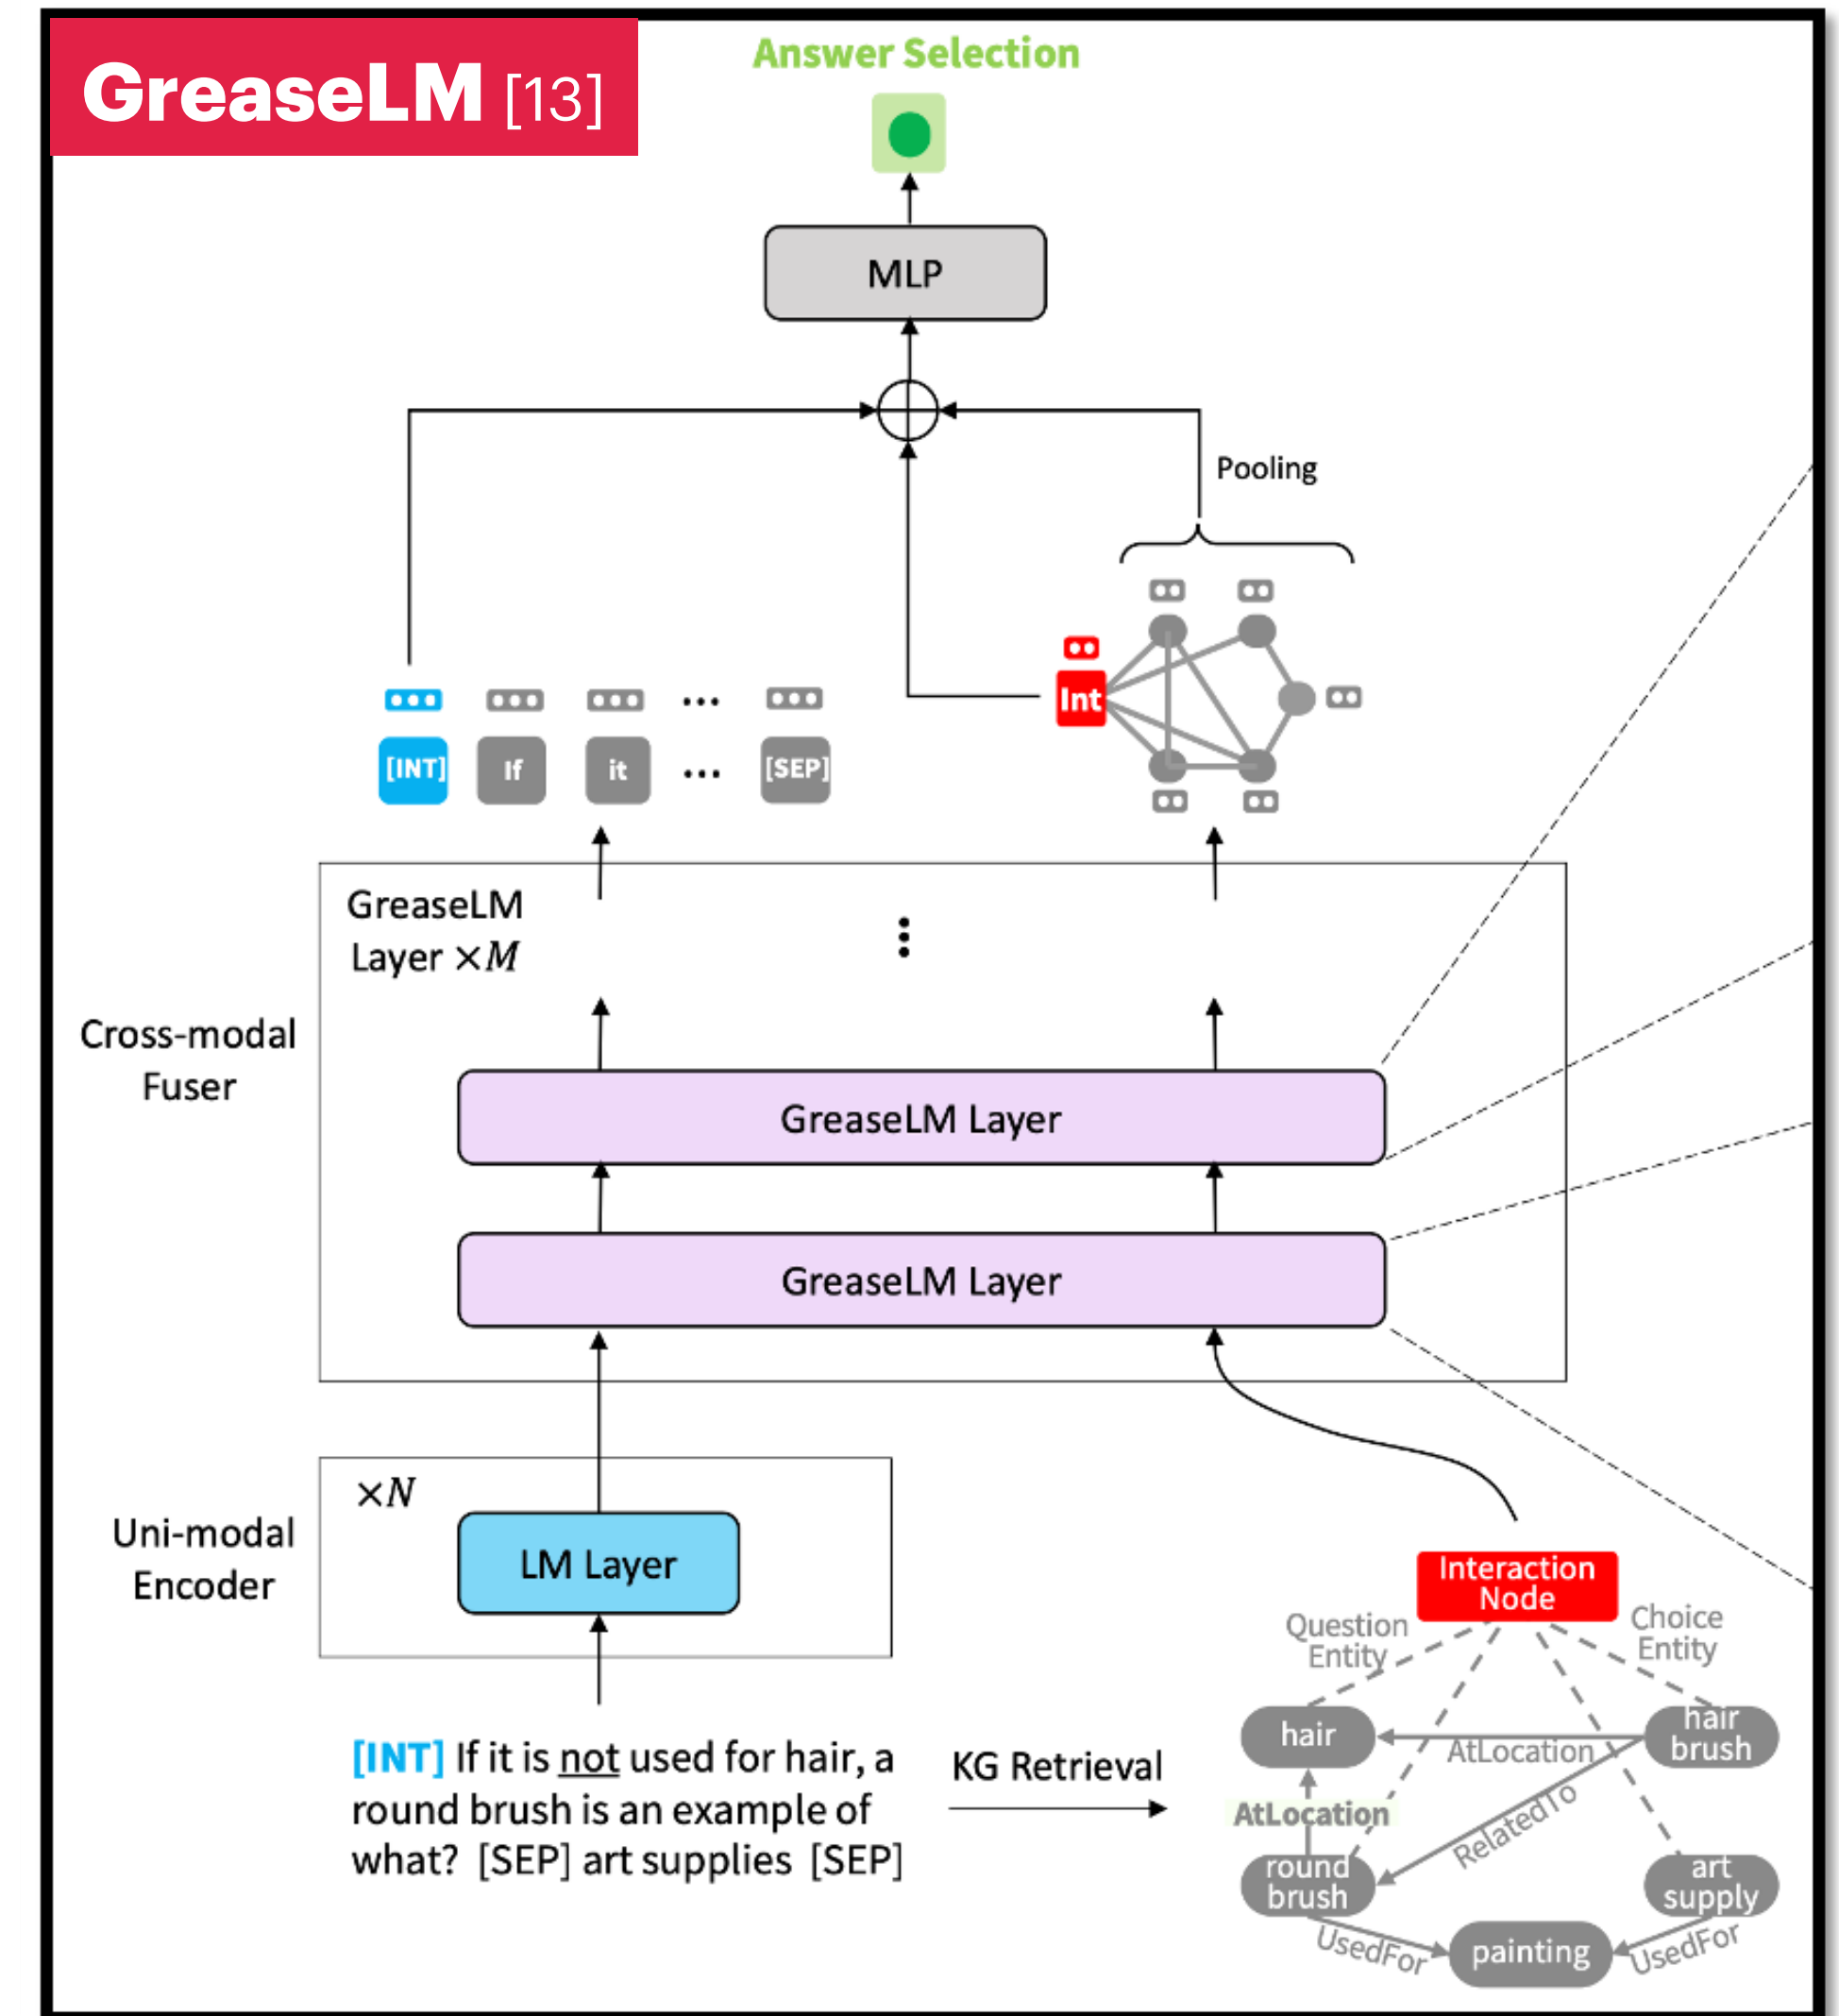 GreaseLM [13]
Answer Selection
MLP
Pooling
Int
[INT] If it ... [SEP]
...
GreaseLM
Layer ×M
Cross-modal
Fuser
GreaseLM Layer
GreaseLM Layer
×N
Uni-modal
Encoder
LM Layer
Interaction
Node
Question
Entity
Choice
Entity
hair
hair
brush
AtLocation
AtLocation
RelatedTo
round
brush
art
supply
UsedFor
painting
UsedFor
[INT] If it is not used for hair, a
round brush is an example of
what? [SEP] art supplies [SEP]
KG Retrieval